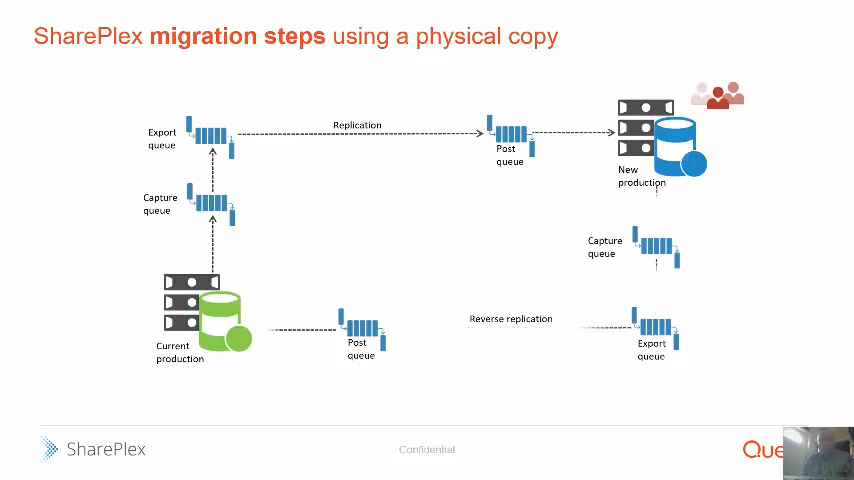 SharePlex migration steps using a physical copy
Export
queue
Replication
Post
queue
New
production
Capture
queue
Capture
queue
Reverse replication
Current
production
Post
queue
Export
queue
SharePlex
Confidential